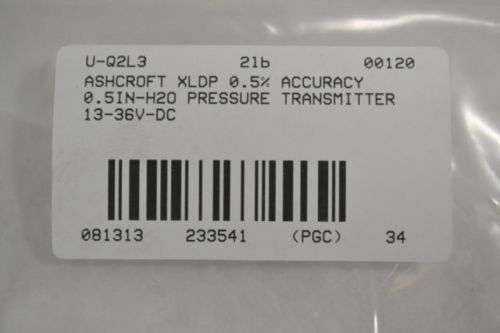 U-Q2L3 2lb 00120
ASHCROFT XLDP 0.5% ACCURACY
0.5IN-H2O PRESSURE TRANSMITTER
13-36V-DC
081313 233541 (PGC) 34